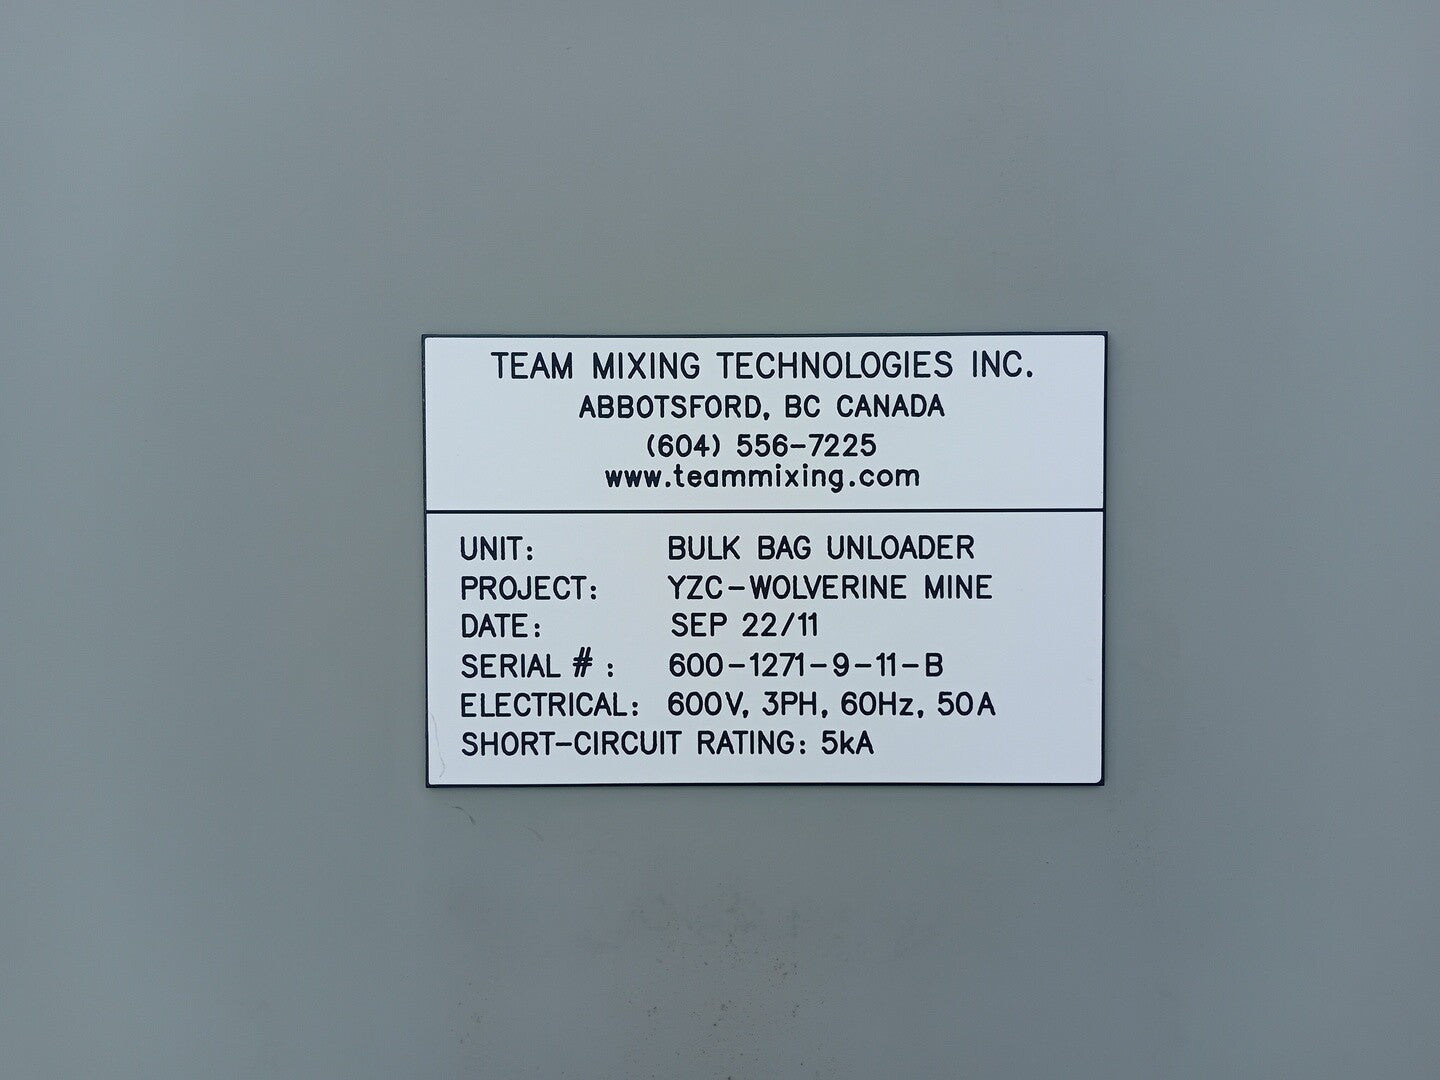 TEAM MIXING TECHNOLOGIES INC.
ABBOTSFORD, BC CANADA
(604) 556-7225
www.teammixing.com
UNIT: BULK BAG UNLOADER
PROJECT: YZC-WOLVERINE MINE
DATE: SEP 22/11
SERIAL #: 600-1271-9-11-B
ELECTRICAL: 600V, 3PH, 60Hz, 50A
SHORT-CIRCUIT RATING: 5kA